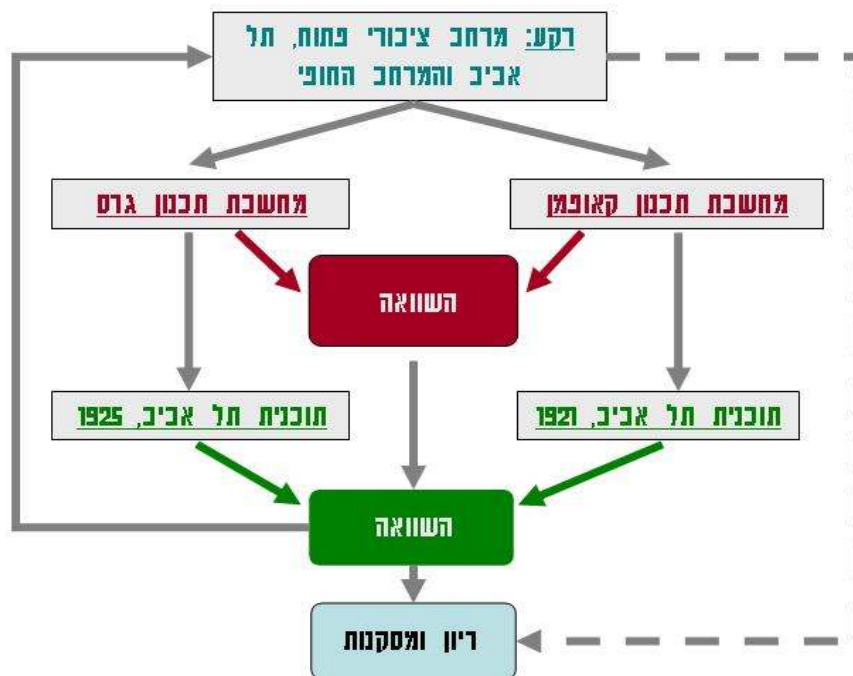 רקע: מרחב ציבורי פתוח, תל
אביב והמרחב החופי
מחשבת תכנון קאופמן
מחשבת תכנון גדס
השוואה
תוכנית תל אביב, 1921
תוכנית תל אביב, 1925
השוואה
דיון ומסקנות